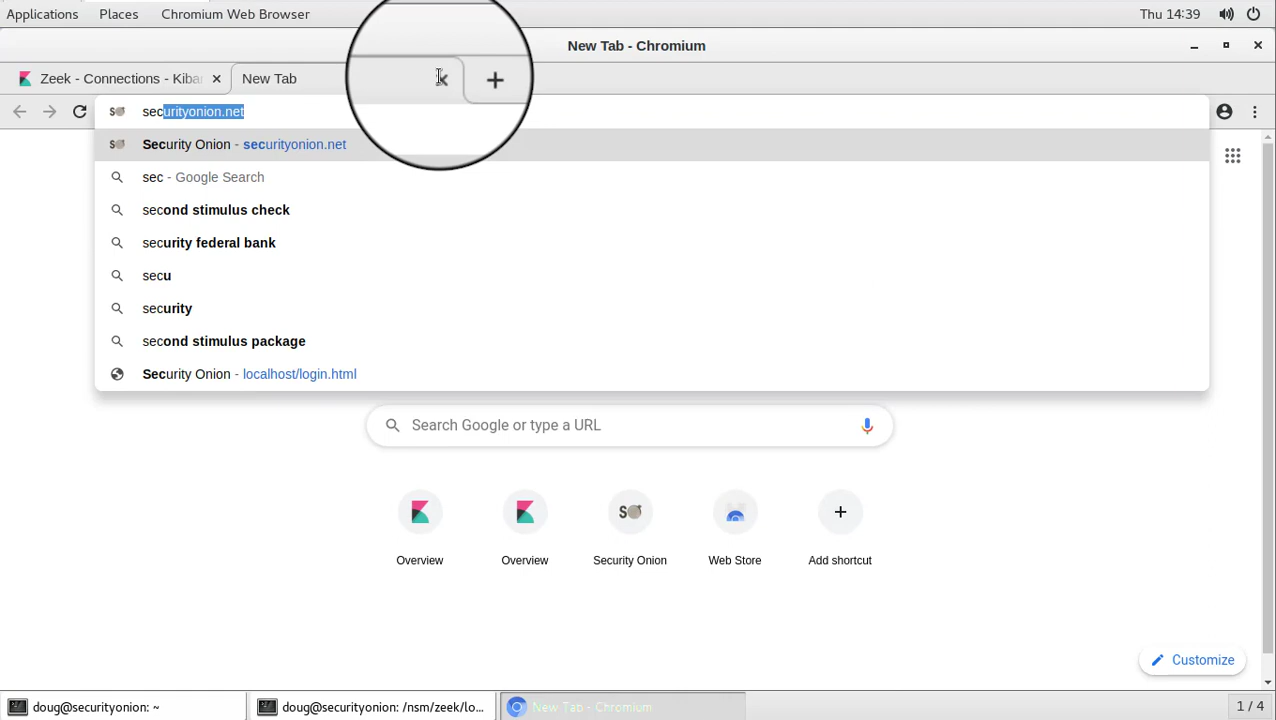 Applications Places Chromium Web Browser Thu 14:39
New Tab - Chromium
Zeek - Connections - Kiba
New Tab
securityonion.net
Security Onion - securityonion.net
sec - Google Search
second stimulus check
security federal bank
secu
security
second stimulus package
Security Onion - localhost/login.html
Search Google or type a URL
Overview Overview Security Onion Web Store Add shortcut
Customize
doug@securityonion: ~ doug@securityonion: /nsm/zeek/lo... New Tab - Chromium 1 / 4